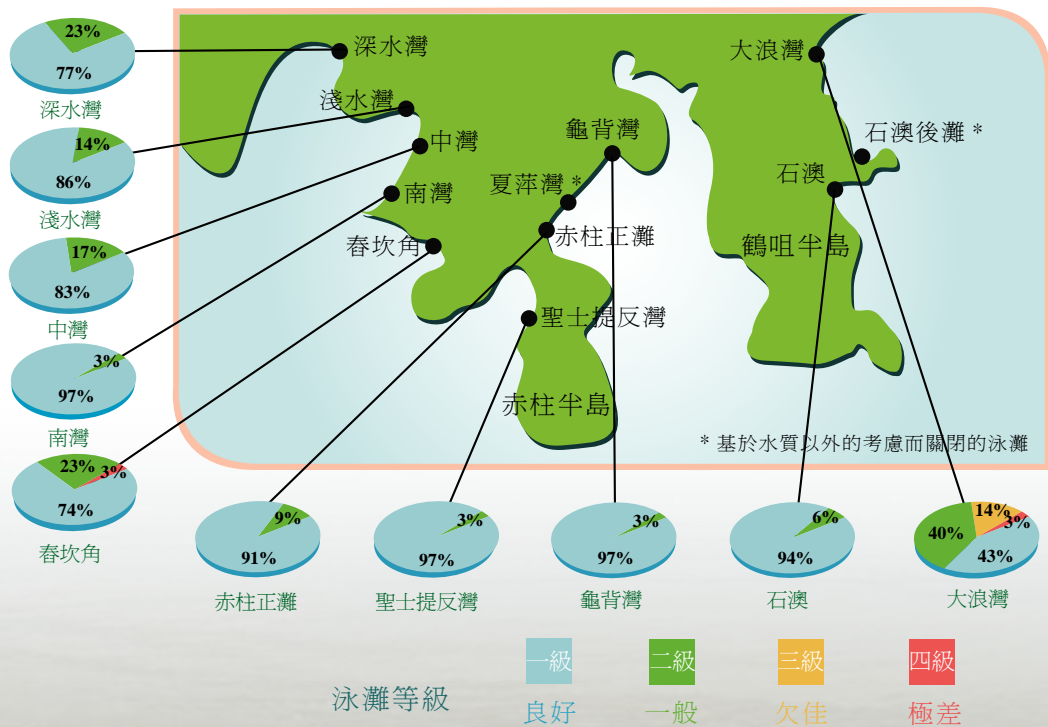 23%
77%
深水灣
14%
86%
淺水灣
17%
83%
中灣
3%
97%
南灣
23%
3%
74%
舂坎角
深水灣
淺水灣
中灣
南灣
舂坎角
龜背灣
夏萍灣 *
赤柱正灘
聖士提反灣
赤柱半島
大浪灣
石澳後灘 *
石澳
鶴咀半島
* 基於水質以外的考慮而關閉的泳灘
9%
91%
赤柱正灘
3%
97%
聖士提反灣
3%
97%
龜背灣
6%
94%
石澳
14%
3%
40%
43%
大浪灣
泳灘等級
一級 二級 三級 四級
良好 一般 欠佳 極差